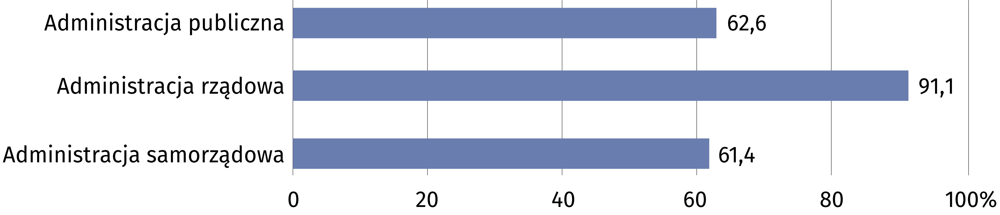 Administracja publiczna 62,6
Administracja rządowa 91,1
Administracja samorządowa 61,4
0 20 40 60 80 100%